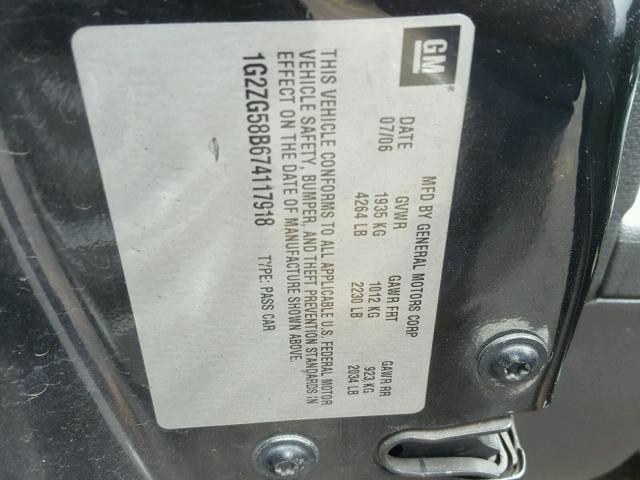 GM
MFD BY GENERAL MOTORS CORP
DATE GVWR GAWR FRT GAWR RR
07/06 1935 KG 1012 KG 923 KG
4264 LB 2230 LB 2034 LB
THIS VEHICLE CONFORMS TO ALL APPLICABLE U.S. FEDERAL MOTOR
VEHICLE SAFETY, BUMPER, AND THEFT PREVENTION STANDARDS IN
EFFECT ON THE DATE OF MANUFACTURE SHOWN ABOVE.
1G2ZG58B674117918 TYPE: PASS CAR